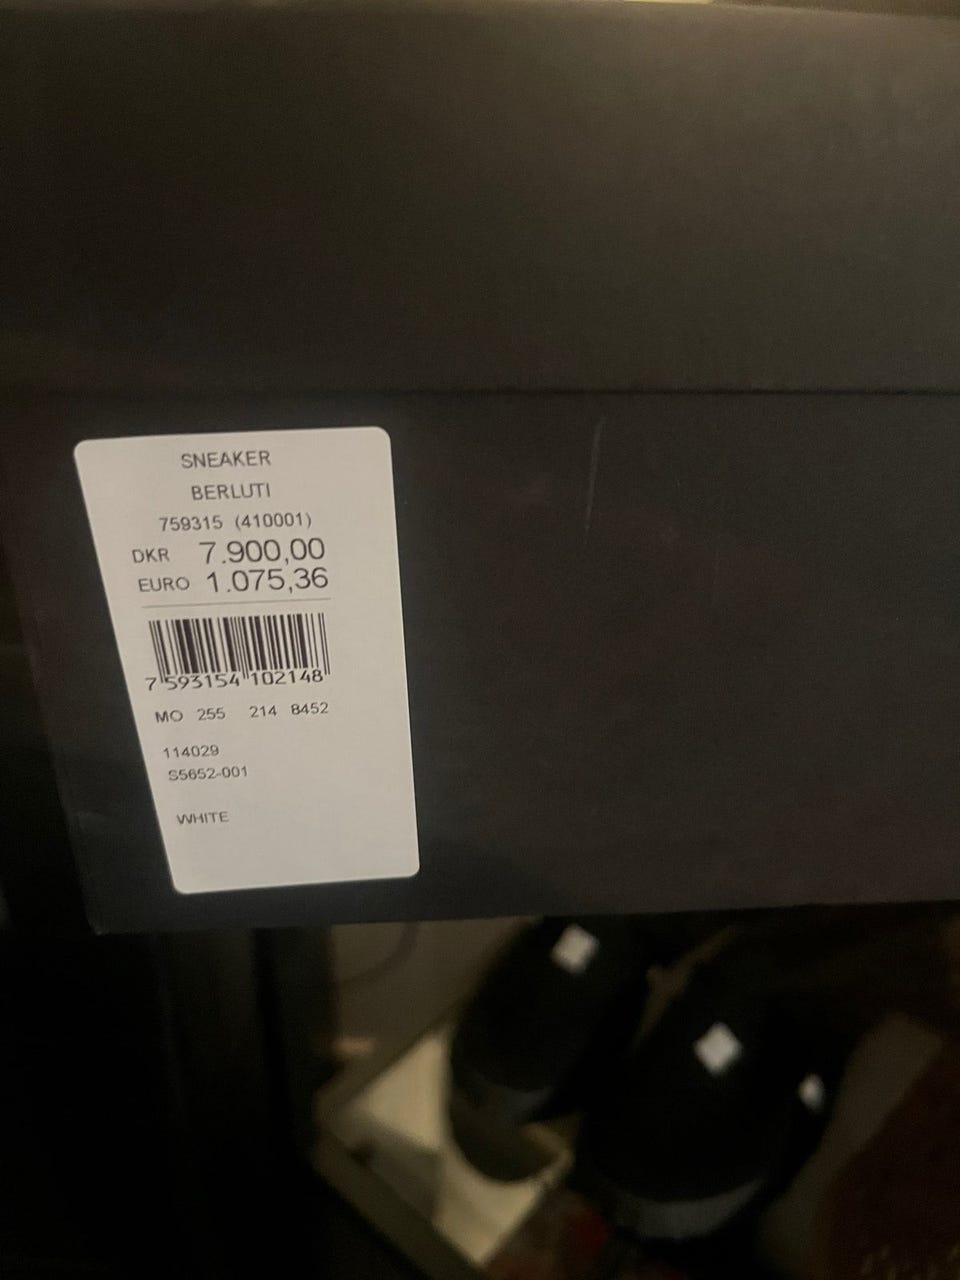 SNEAKER
BERLUTI
759315 (410001)
DKR 7.900,00
EURO 1.075,36
7 593154 102148
MO 255 214 8452
114029
S5652-001
WHITE